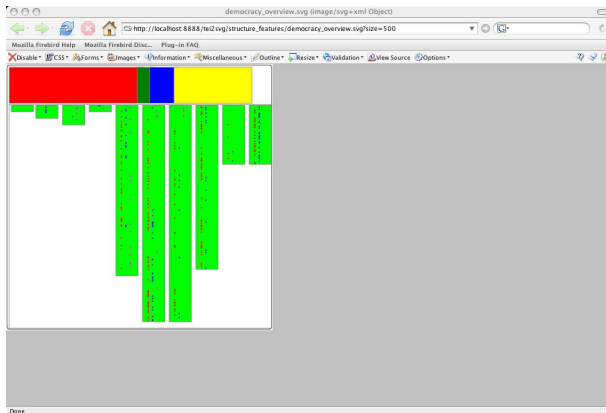 democracy_overview.svg (image/svg+xml Object)
http://localhost:8888/tei2svg/structure_features/democracy_overview.svg?size=500
G
Mozilla Firebird Help Mozilla Firebird Disc... Plug-in FAQ
Disable CSS Forms Images Information Miscellaneous Outline Resize Validation View Source Options
Done